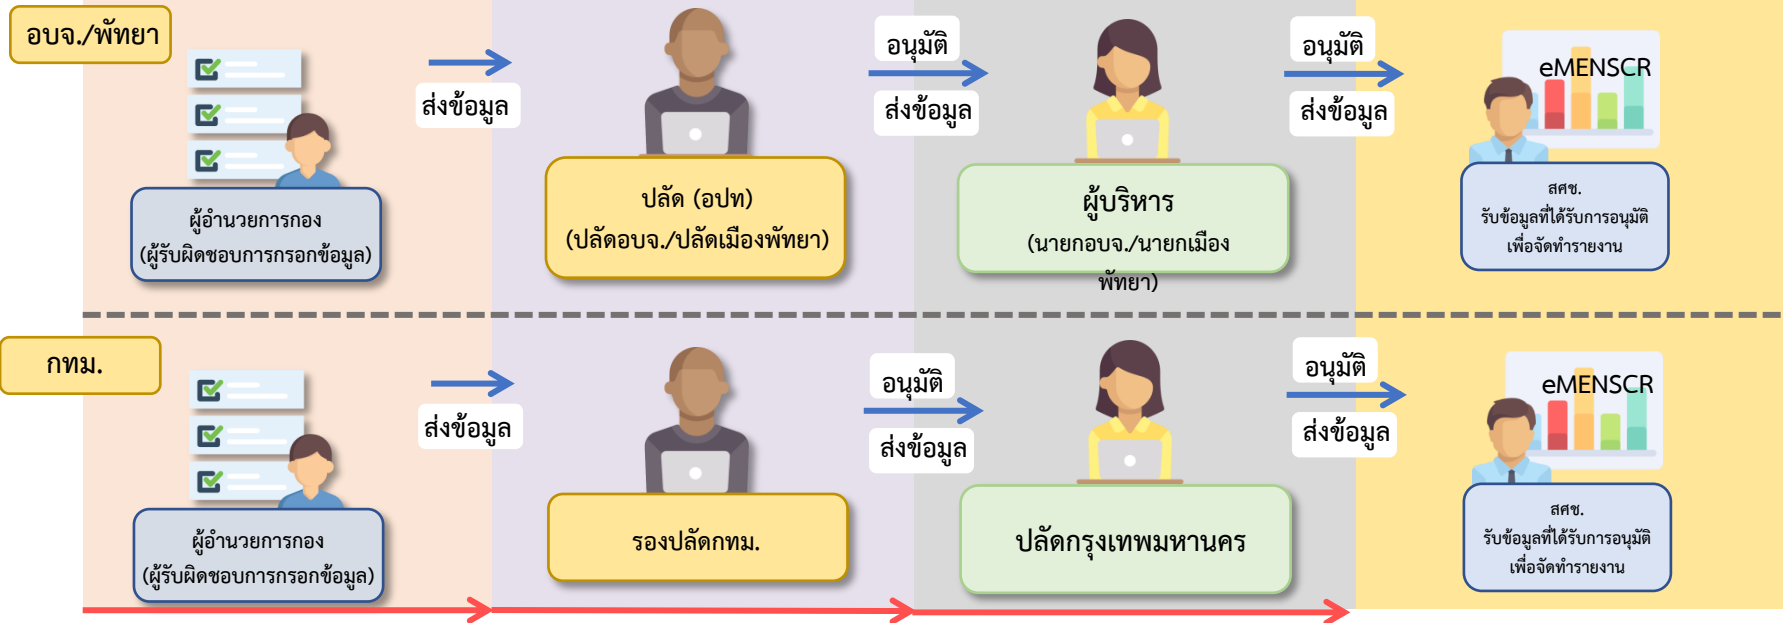 อบจ./พัทยา
ส่งข้อมูล
อนุมัติ
ส่งข้อมูล
อนุมัติ
ส่งข้อมูล
eMENSCR
ผู้อำนวยการกอง
(ผู้รับผิดชอบการกรอกข้อมูล)
ปลัด (อปท)
(ปลัดอบจ./ปลัดเมืองพัทยา)
ผู้บริหาร
(นายกอบจ./นายกเมือง
พัทยา)
สศช.
รับข้อมูลที่ได้รับการอนุมัติ
เพื่อจัดทำรายงาน
กทม.
ส่งข้อมูล
อนุมัติ
ส่งข้อมูล
อนุมัติ
ส่งข้อมูล
eMENSCR
ผู้อำนวยการกอง
(ผู้รับผิดชอบการกรอกข้อมูล)
รองปลัดกทม.
ปลัดกรุงเทพมหานคร
สศช.
รับข้อมูลที่ได้รับการอนุมัติ
เพื่อจัดทำรายงาน